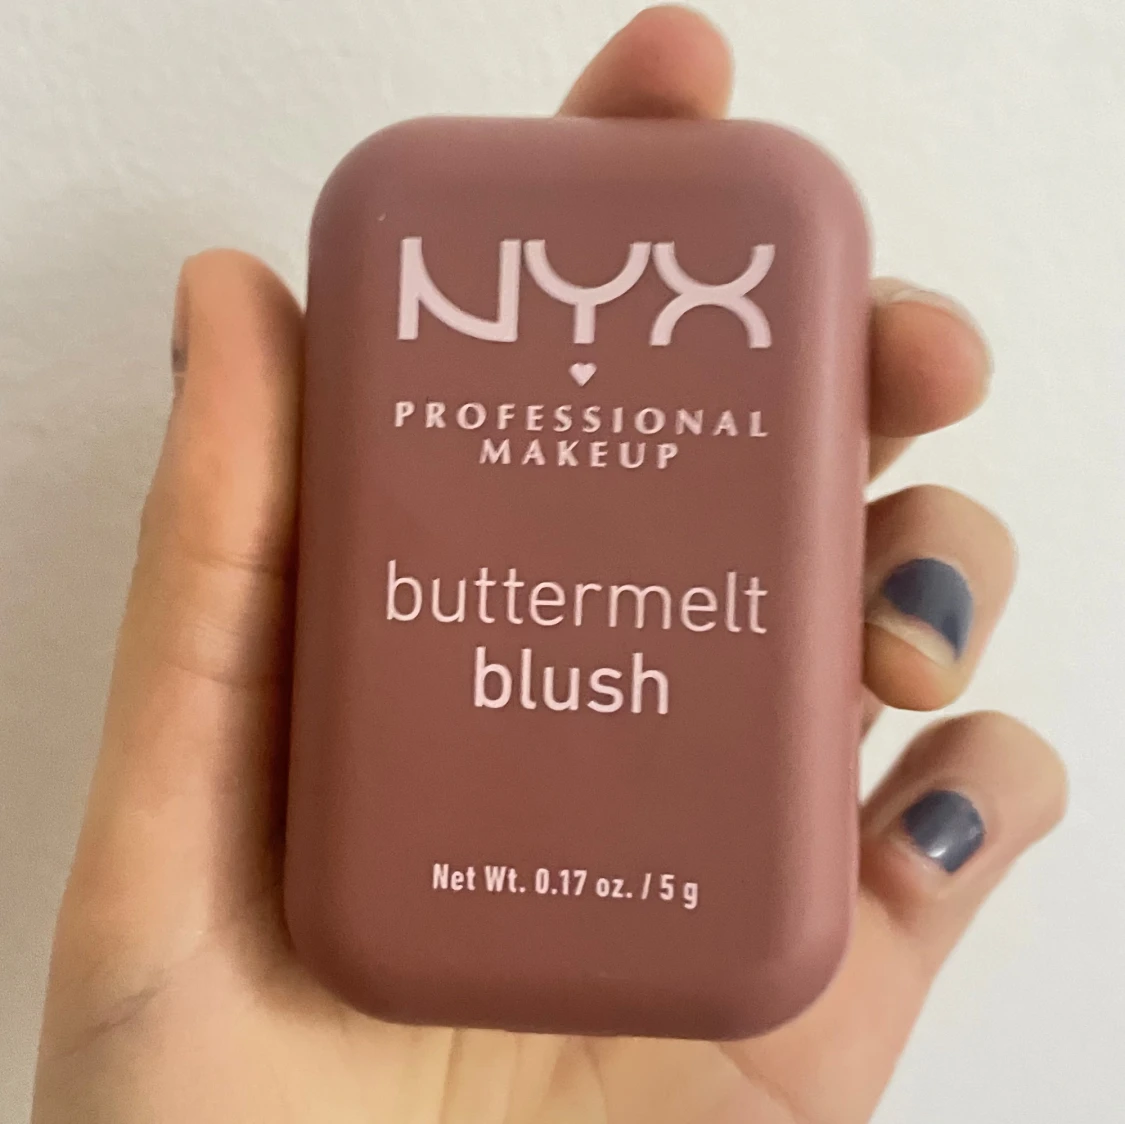 NYX
PROFESSIONAL
MAKEUP
buttermelt
blush
Net Wt. 0.17 oz. / 5 g